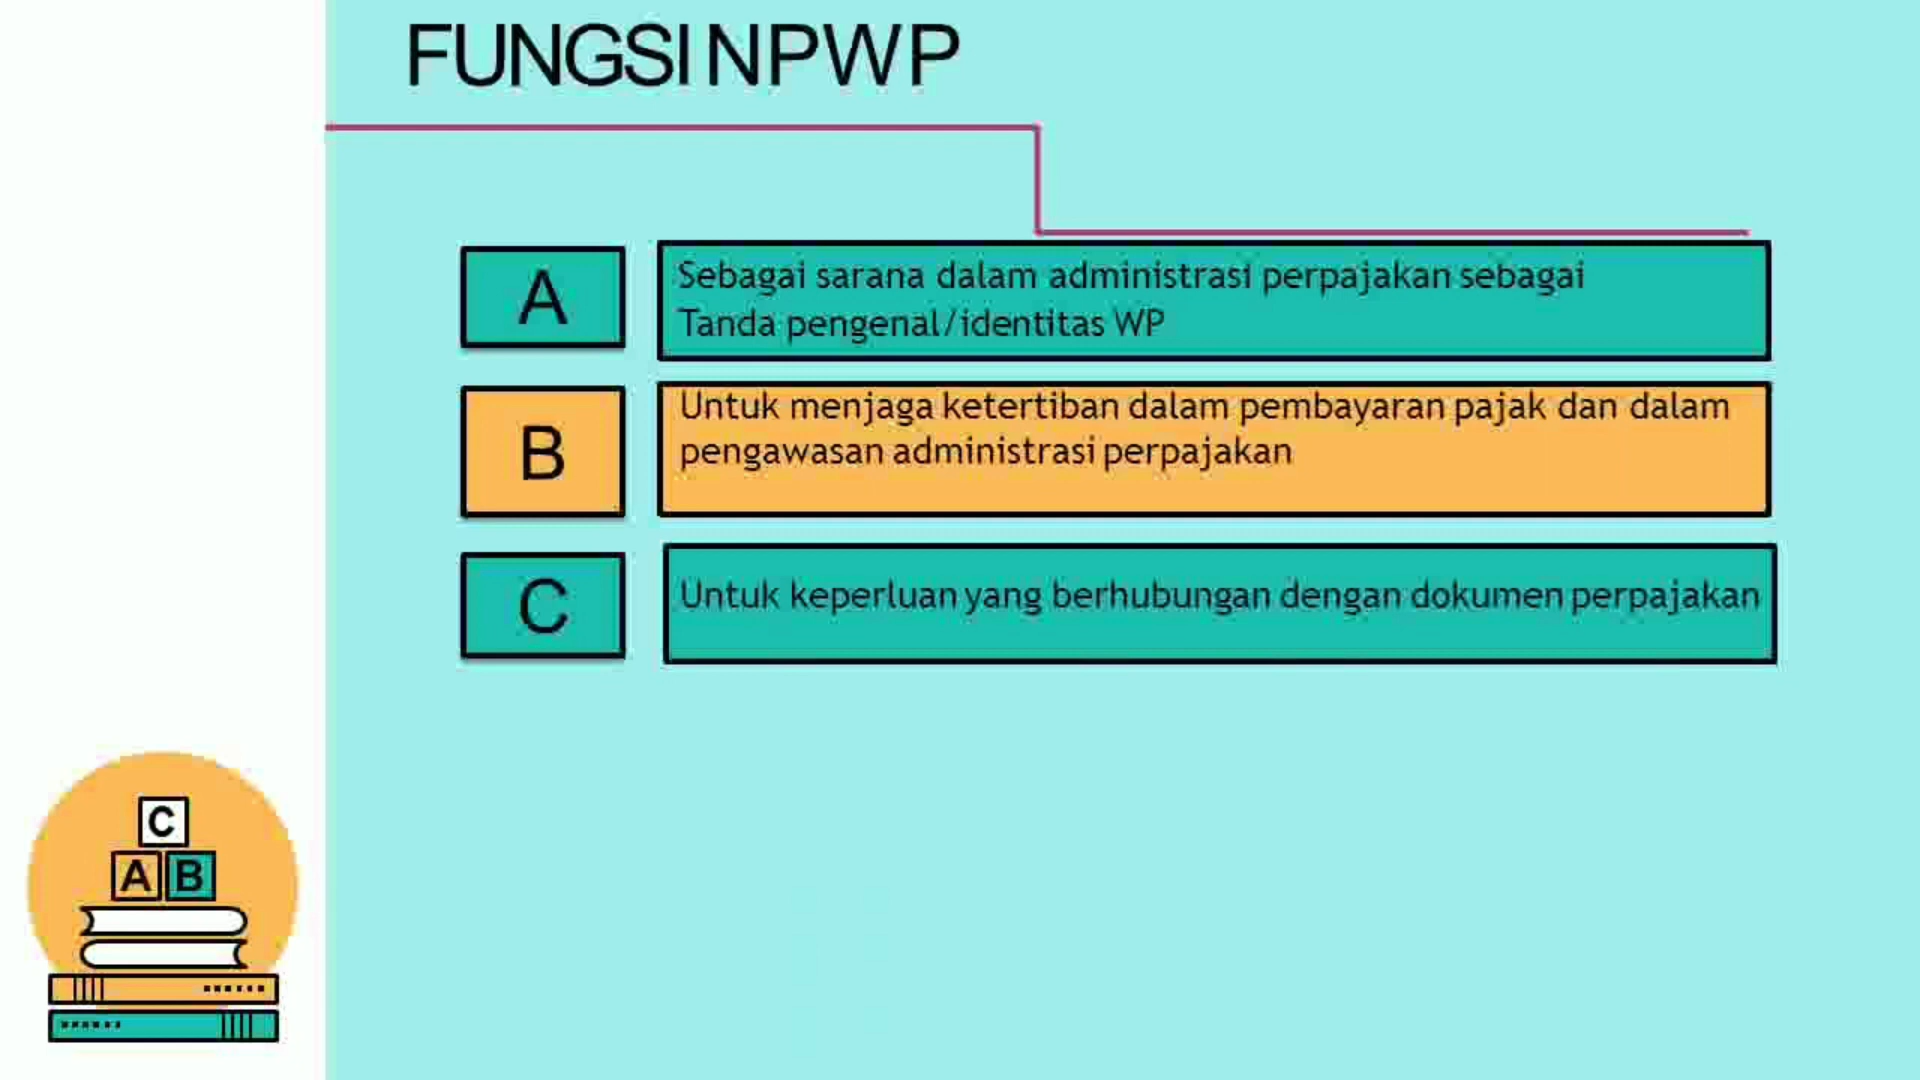 FUNGSI NPWP
A
Sebagai sarana dalam administrasi perpajakan sebagai
Tanda pengenal/identitas WP
B
Untuk menjaga ketertiban dalam pembayaran pajak dan dalam
pengawasan administrasi perpajakan
C
Untuk keperluan yang berhubungan dengan dokumen perpajakan
C
A B